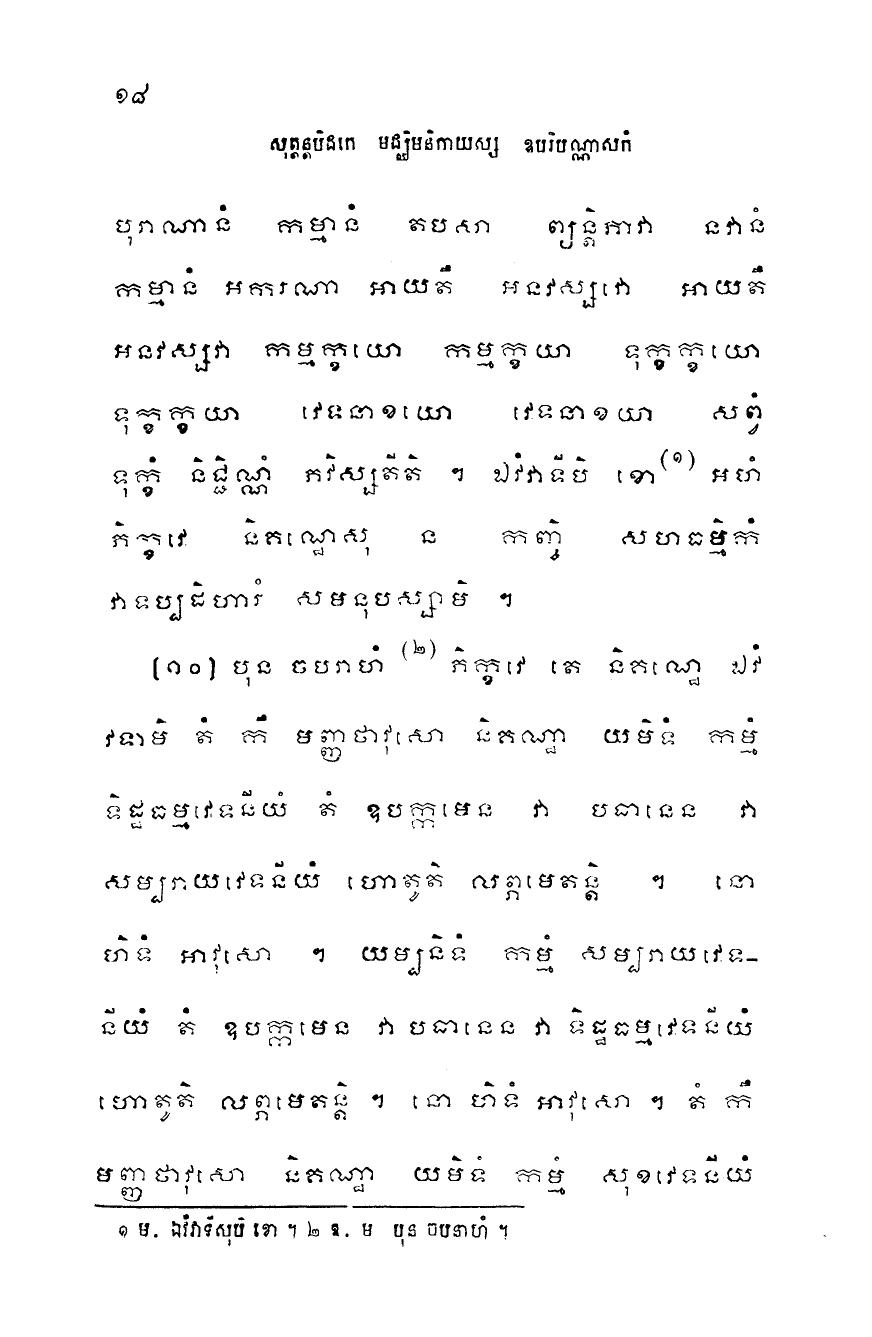 ១៨
សុត្តន្តបិដកេ មជ្ឈិមនិកាយស្ស ឧបរិបណ្ណាសកំ
បុរាណានំ កម្មានំ តបសា ព្យន្តិភាវា នវានំ
កម្មានំ អករណា អាយតឹ អនវស្សវោ អាយតឹ
អនវស្សវា កម្មក្ខយោ កម្មក្ខយា ទុក្ខក្ខយោ
ទុក្ខក្ខយា វេទនាខយោ វេទនាខយា សព្វំ
ទុក្ខំ និជ្ជិណ្ណំ ភវិស្សតីតិ ។ ឯវំវាទីបិ ខោ(១) អហំ
ភិក្ខវេ និគណ្ឋេសុ ន កញ្ចិ សហធម្មិកំ
វាទប្បដិហារំ សមនុបស្សាមិ ។
[១០] បុន ចបរាហំ (២) ភិក្ខវេ តេ និគណ្ឋេ ឯវំ
វទាមិ តំ កឹ មញ្ញថាវុសោ និគណ្ឋា យមិទំ កម្មំ
ទិដ្ឋធម្មវេទនីយំ តំ ឧបក្កមេន វា បធានេន វា
សម្បរាយវេទនីយំ ហោតូតិ លព្ភមេតន្តិ ។ នោ
ហិទំ អាវុសោ ។ យម្បនិទំ កម្មំ សម្បរាយវេទ-
នីយំ តំ ឧបក្កមេន វា បធានេន វា ទិដ្ឋធម្មវេទនីយំ
ហោតូតិ លព្ភមេតន្តិ ។ នោ ហិទំ អាវុសោ ។ តំ កឹ
មញ្ញថាវុសោ និគណ្ឋា យមិទំ កម្មំ សុខវេទនីយំ
១ ម. ឯវំវាទីសុបិ ខោ ។ ២ ឱ. ម បុន ចបនាហំ ។